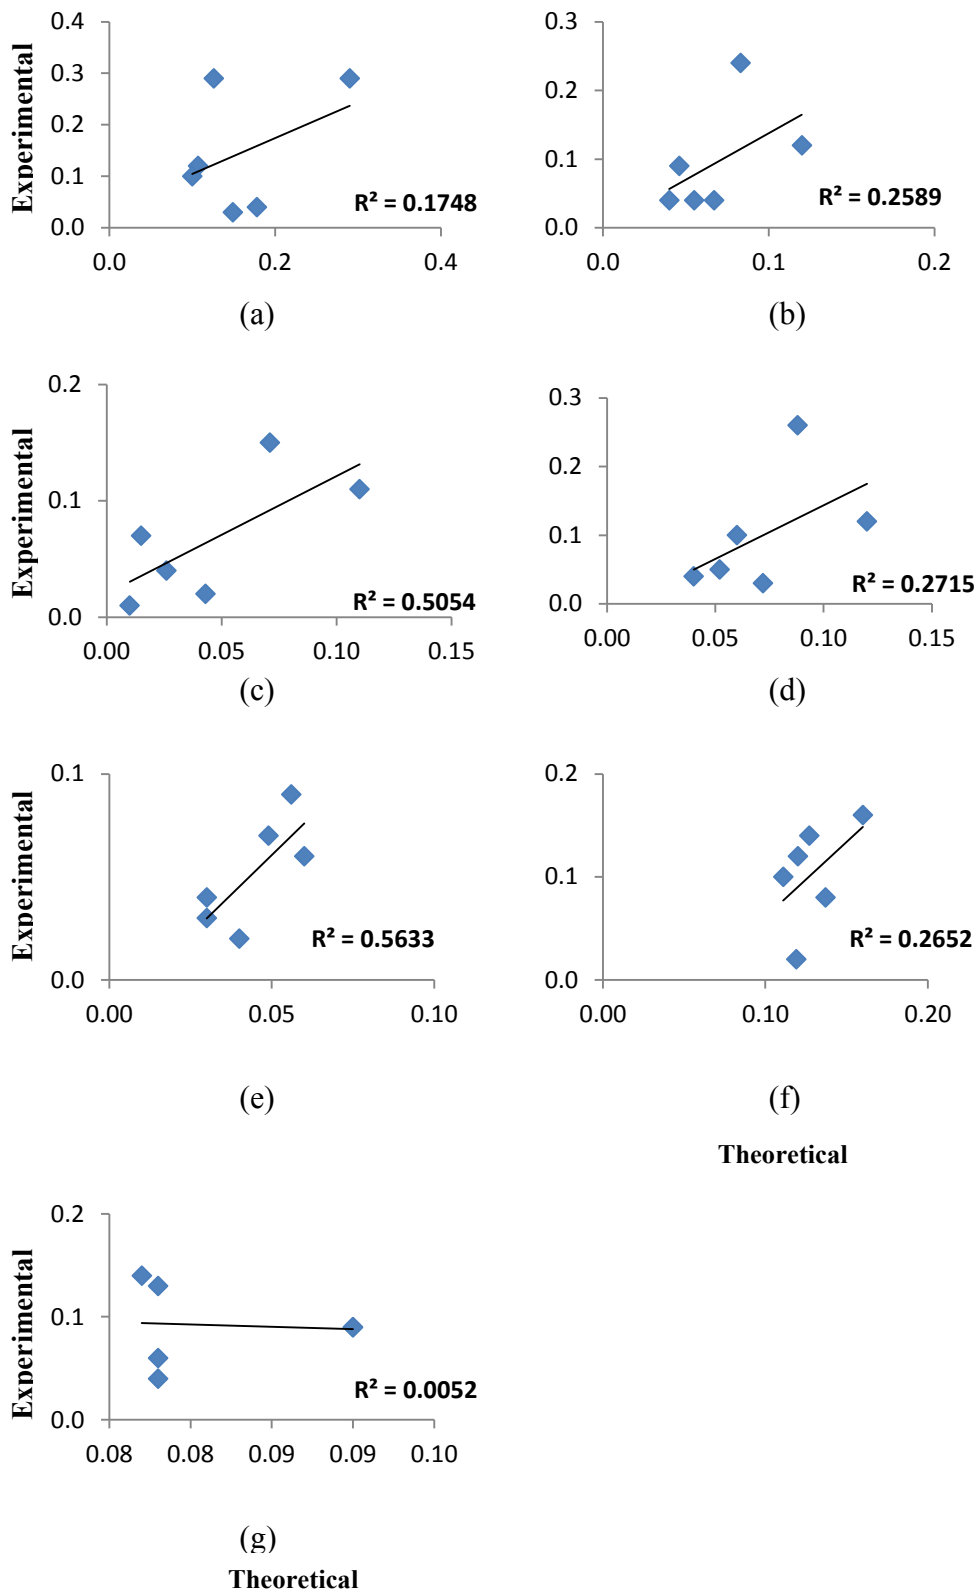 Experimental
0.4
0.3
0.2
0.1
0.0
R² = 0.1748
0.0 0.2 0.4
(a)
0.3
0.2
0.1
0.0
R² = 0.2589
0.0 0.1 0.2
(b)
Experimental
0.2
0.1
0.0
R² = 0.5054
0.00 0.05 0.10 0.15
(c)
0.3
0.2
0.1
0.0
R² = 0.2715
0.00 0.05 0.10 0.15
(d)
Experimental
0.1
0.0
R² = 0.5633
0.00 0.05 0.10
(e)
0.2
0.1
0.0
R² = 0.2652
0.00 0.10 0.20
(f)
Theoretical
Experimental
0.2
0.1
0.0
R² = 0.0052
0.08 0.08 0.09 0.09 0.10
(g)
Theoretical